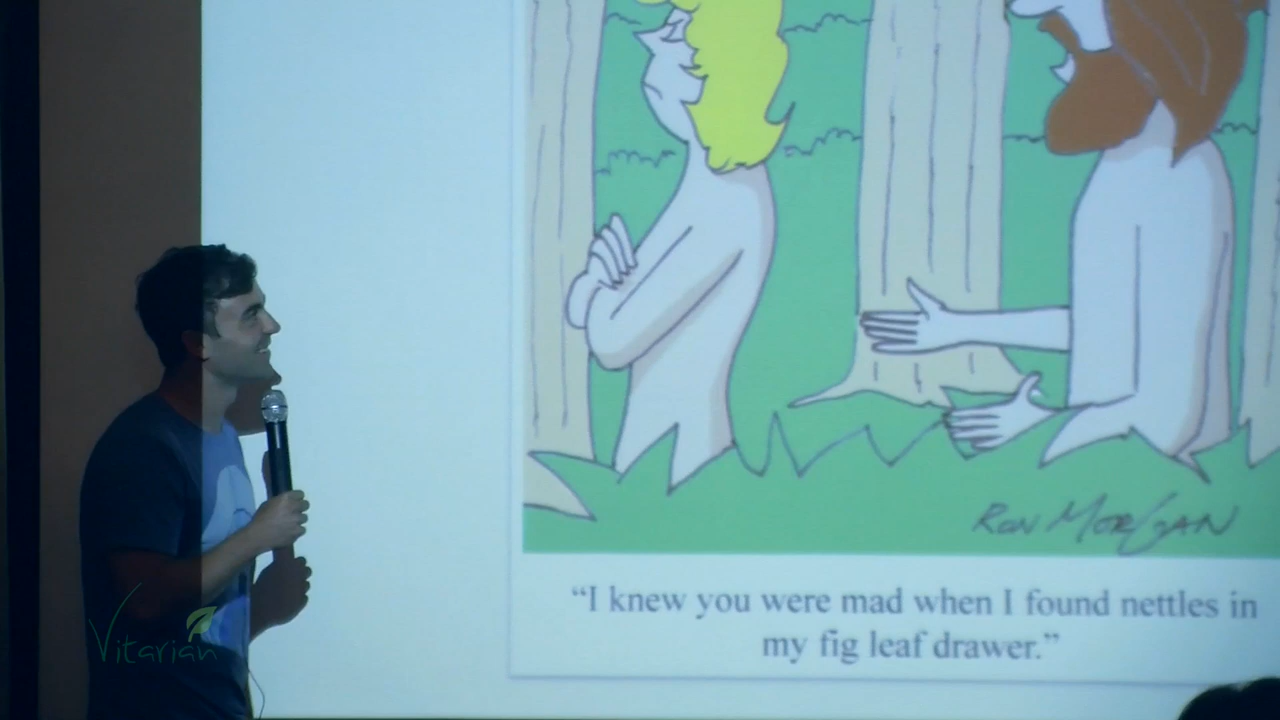 RON MORGAN
“I knew you were mad when I found nettles in
my fig leaf drawer.”
Vitarian